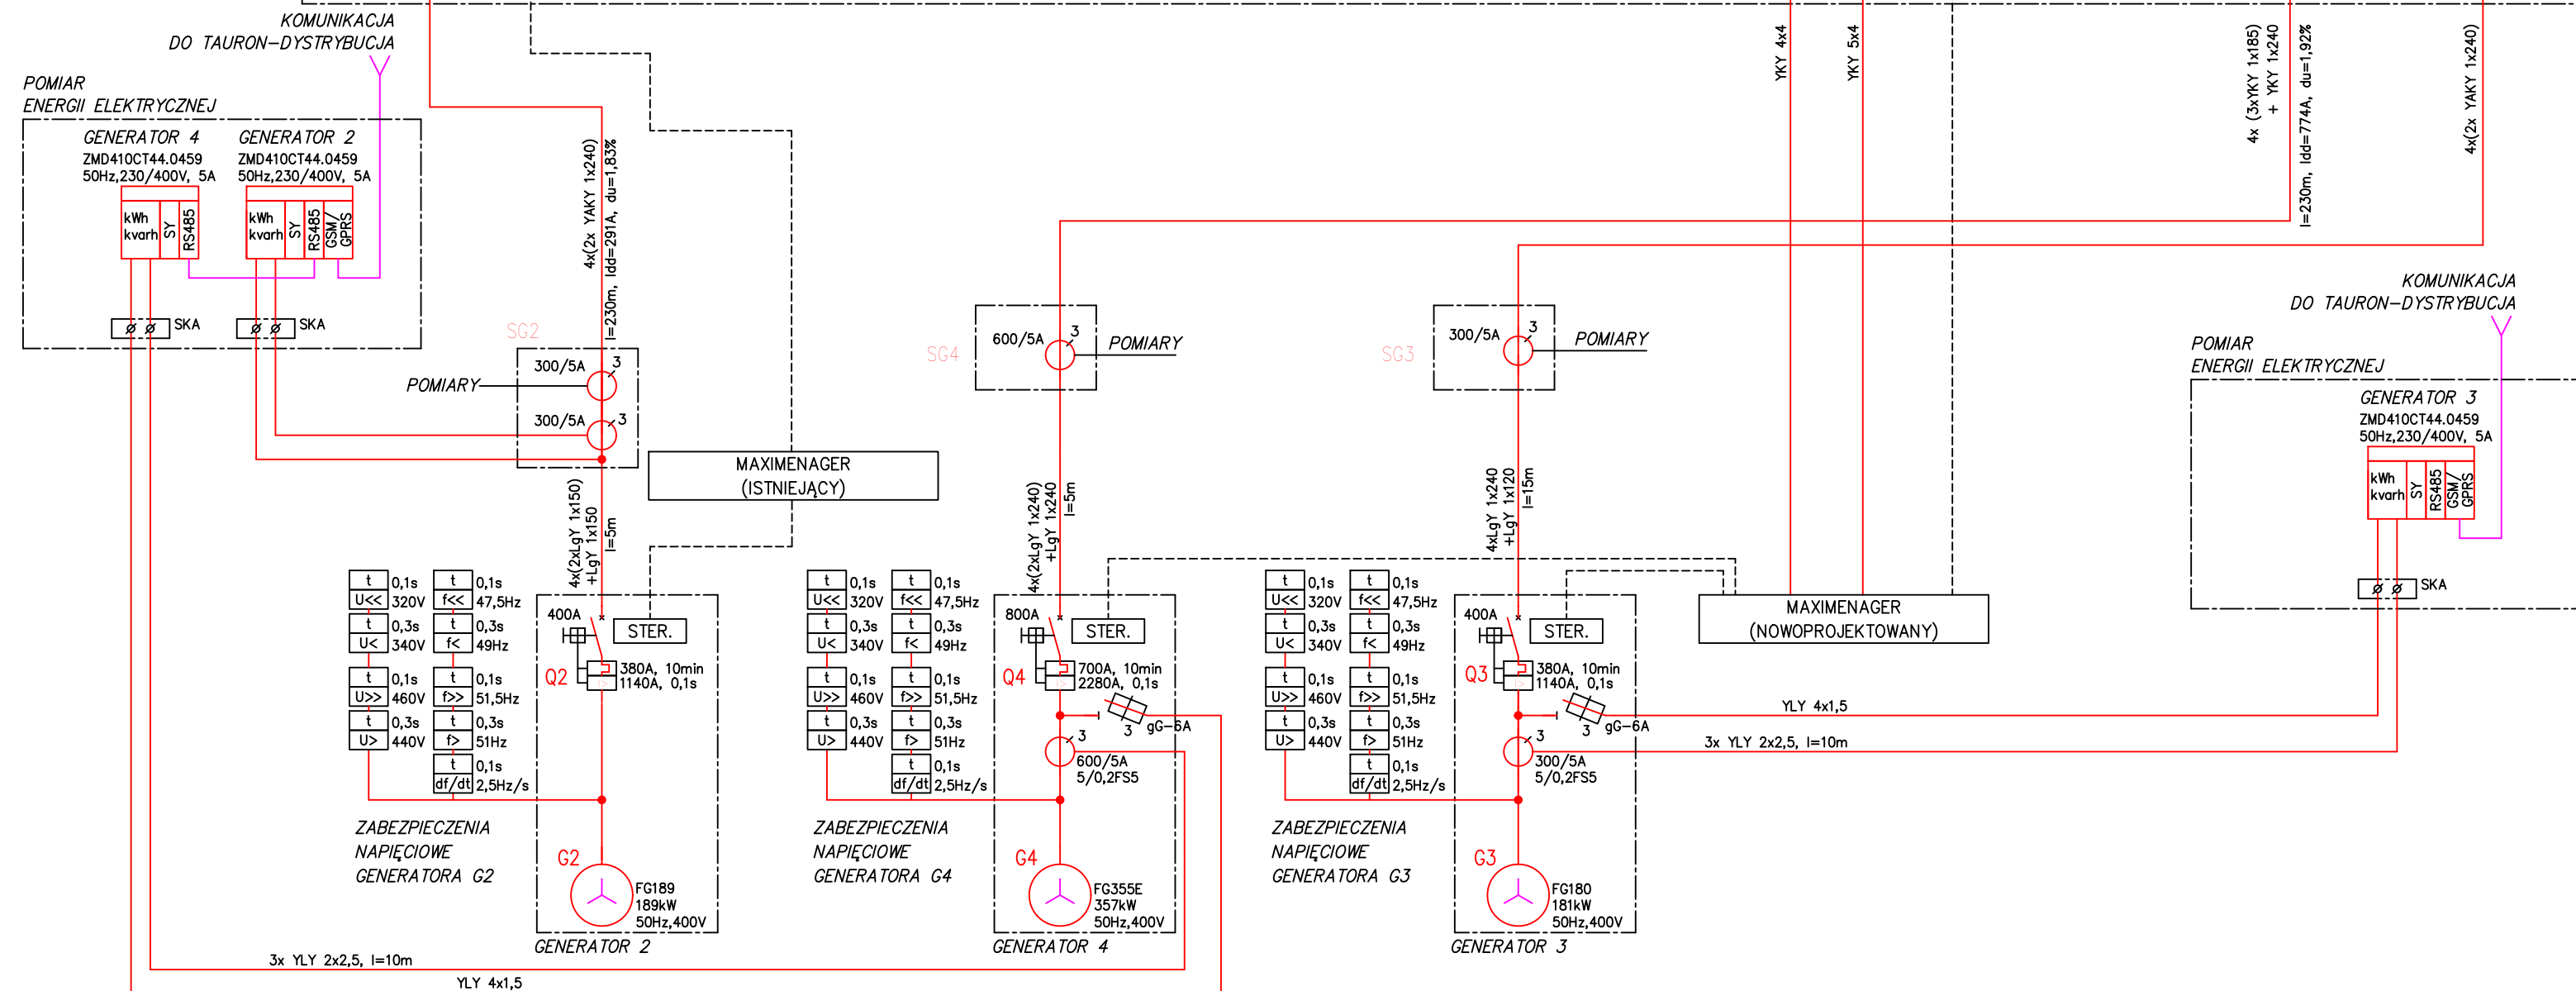 KOMUNIKACJA
DO TAURON-DYSTRYBUCJA
POMIAR
ENERGII ELEKTRYCZNEJ
GENERATOR 4
ZMD410CT44.0459
50Hz,230/400V, 5A
kWh
kvarh
SY
RS485
SKA
GENERATOR 2
ZMD410CT44.0459
50Hz,230/400V, 5A
kWh
kvarh
SY
RS485
GSM/
GPRS
SKA
4x(2x YAKY 1x240)
l=230m, Idd=291A, du=1,83%
SG2
300/5A
3
POMIARY
300/5A
3
4x(2xLgY 1x150)
+LgY 1x150
l=5m
MAXIMENAGER
(ISTNIEJĄCY)
YKY 4x4
YKY 5x4
4x (3xYKY 1x185)
+ YKY 1x240
l=230m, Idd=774A, du=1,92%
4x(2x YAKY 1x240)
SG4
600/5A
3
POMIARY
4x(2xLgY 1x240)
+LgY 1x240
l=5m
SG3
300/5A
3
POMIARY
4xLgY 1x240
+LgY 1x120
l=15m
KOMUNIKACJA
DO TAURON-DYSTRYBUCJA
POMIAR
ENERGII ELEKTRYCZNEJ
GENERATOR 3
ZMD410CT44.0459
50Hz,230/400V, 5A
kWh
kvarh
SY
RS485
GSM/
GPRS
SKA
MAXIMENAGER
(NOWOPROJEKTOWANY)
t 0,1s
U<< 320V
t 0,3s
U< 340V
t 0,1s
U>> 460V
t 0,3s
U> 440V
t 0,1s
f<< 47,5Hz
t 0,3s
f< 49Hz
t 0,1s
f>> 51,5Hz
t 0,3s
f> 51Hz
t 0,1s
df/dt 2,5Hz/s
ZABEZPIECZENIA
NAPIĘCIOWE
GENERATORA G2
400A
STER.
Q2
380A, 10min
1140A, 0,1s
G2
FG189
189kW
50Hz,400V
GENERATOR 2
t 0,1s
U<< 320V
t 0,3s
U< 340V
t 0,1s
U>> 460V
t 0,3s
U> 440V
t 0,1s
f<< 47,5Hz
t 0,3s
f< 49Hz
t 0,1s
f>> 51,5Hz
t 0,3s
f> 51Hz
t 0,1s
df/dt 2,5Hz/s
ZABEZPIECZENIA
NAPIĘCIOWE
GENERATORA G4
800A
STER.
Q4
700A, 10min
2280A, 0,1s
3
gG-6A
3
600/5A
5/0,2FS5
G4
FG355E
357kW
50Hz,400V
GENERATOR 4
t 0,1s
U<< 320V
t 0,3s
U< 340V
t 0,1s
U>> 460V
t 0,3s
U> 440V
t 0,1s
f<< 47,5Hz
t 0,3s
f< 49Hz
t 0,1s
f>> 51,5Hz
t 0,3s
f> 51Hz
t 0,1s
df/dt 2,5Hz/s
ZABEZPIECZENIA
NAPIĘCIOWE
GENERATORA G3
400A
STER.
Q3
380A, 10min
1140A, 0,1s
3
gG-6A
3
300/5A
5/0,2FS5
G3
FG180
181kW
50Hz,400V
GENERATOR 3
YLY 4x1,5
3x YLY 2x2,5, l=10m
3x YLY 2x2,5, l=10m
YLY 4x1,5